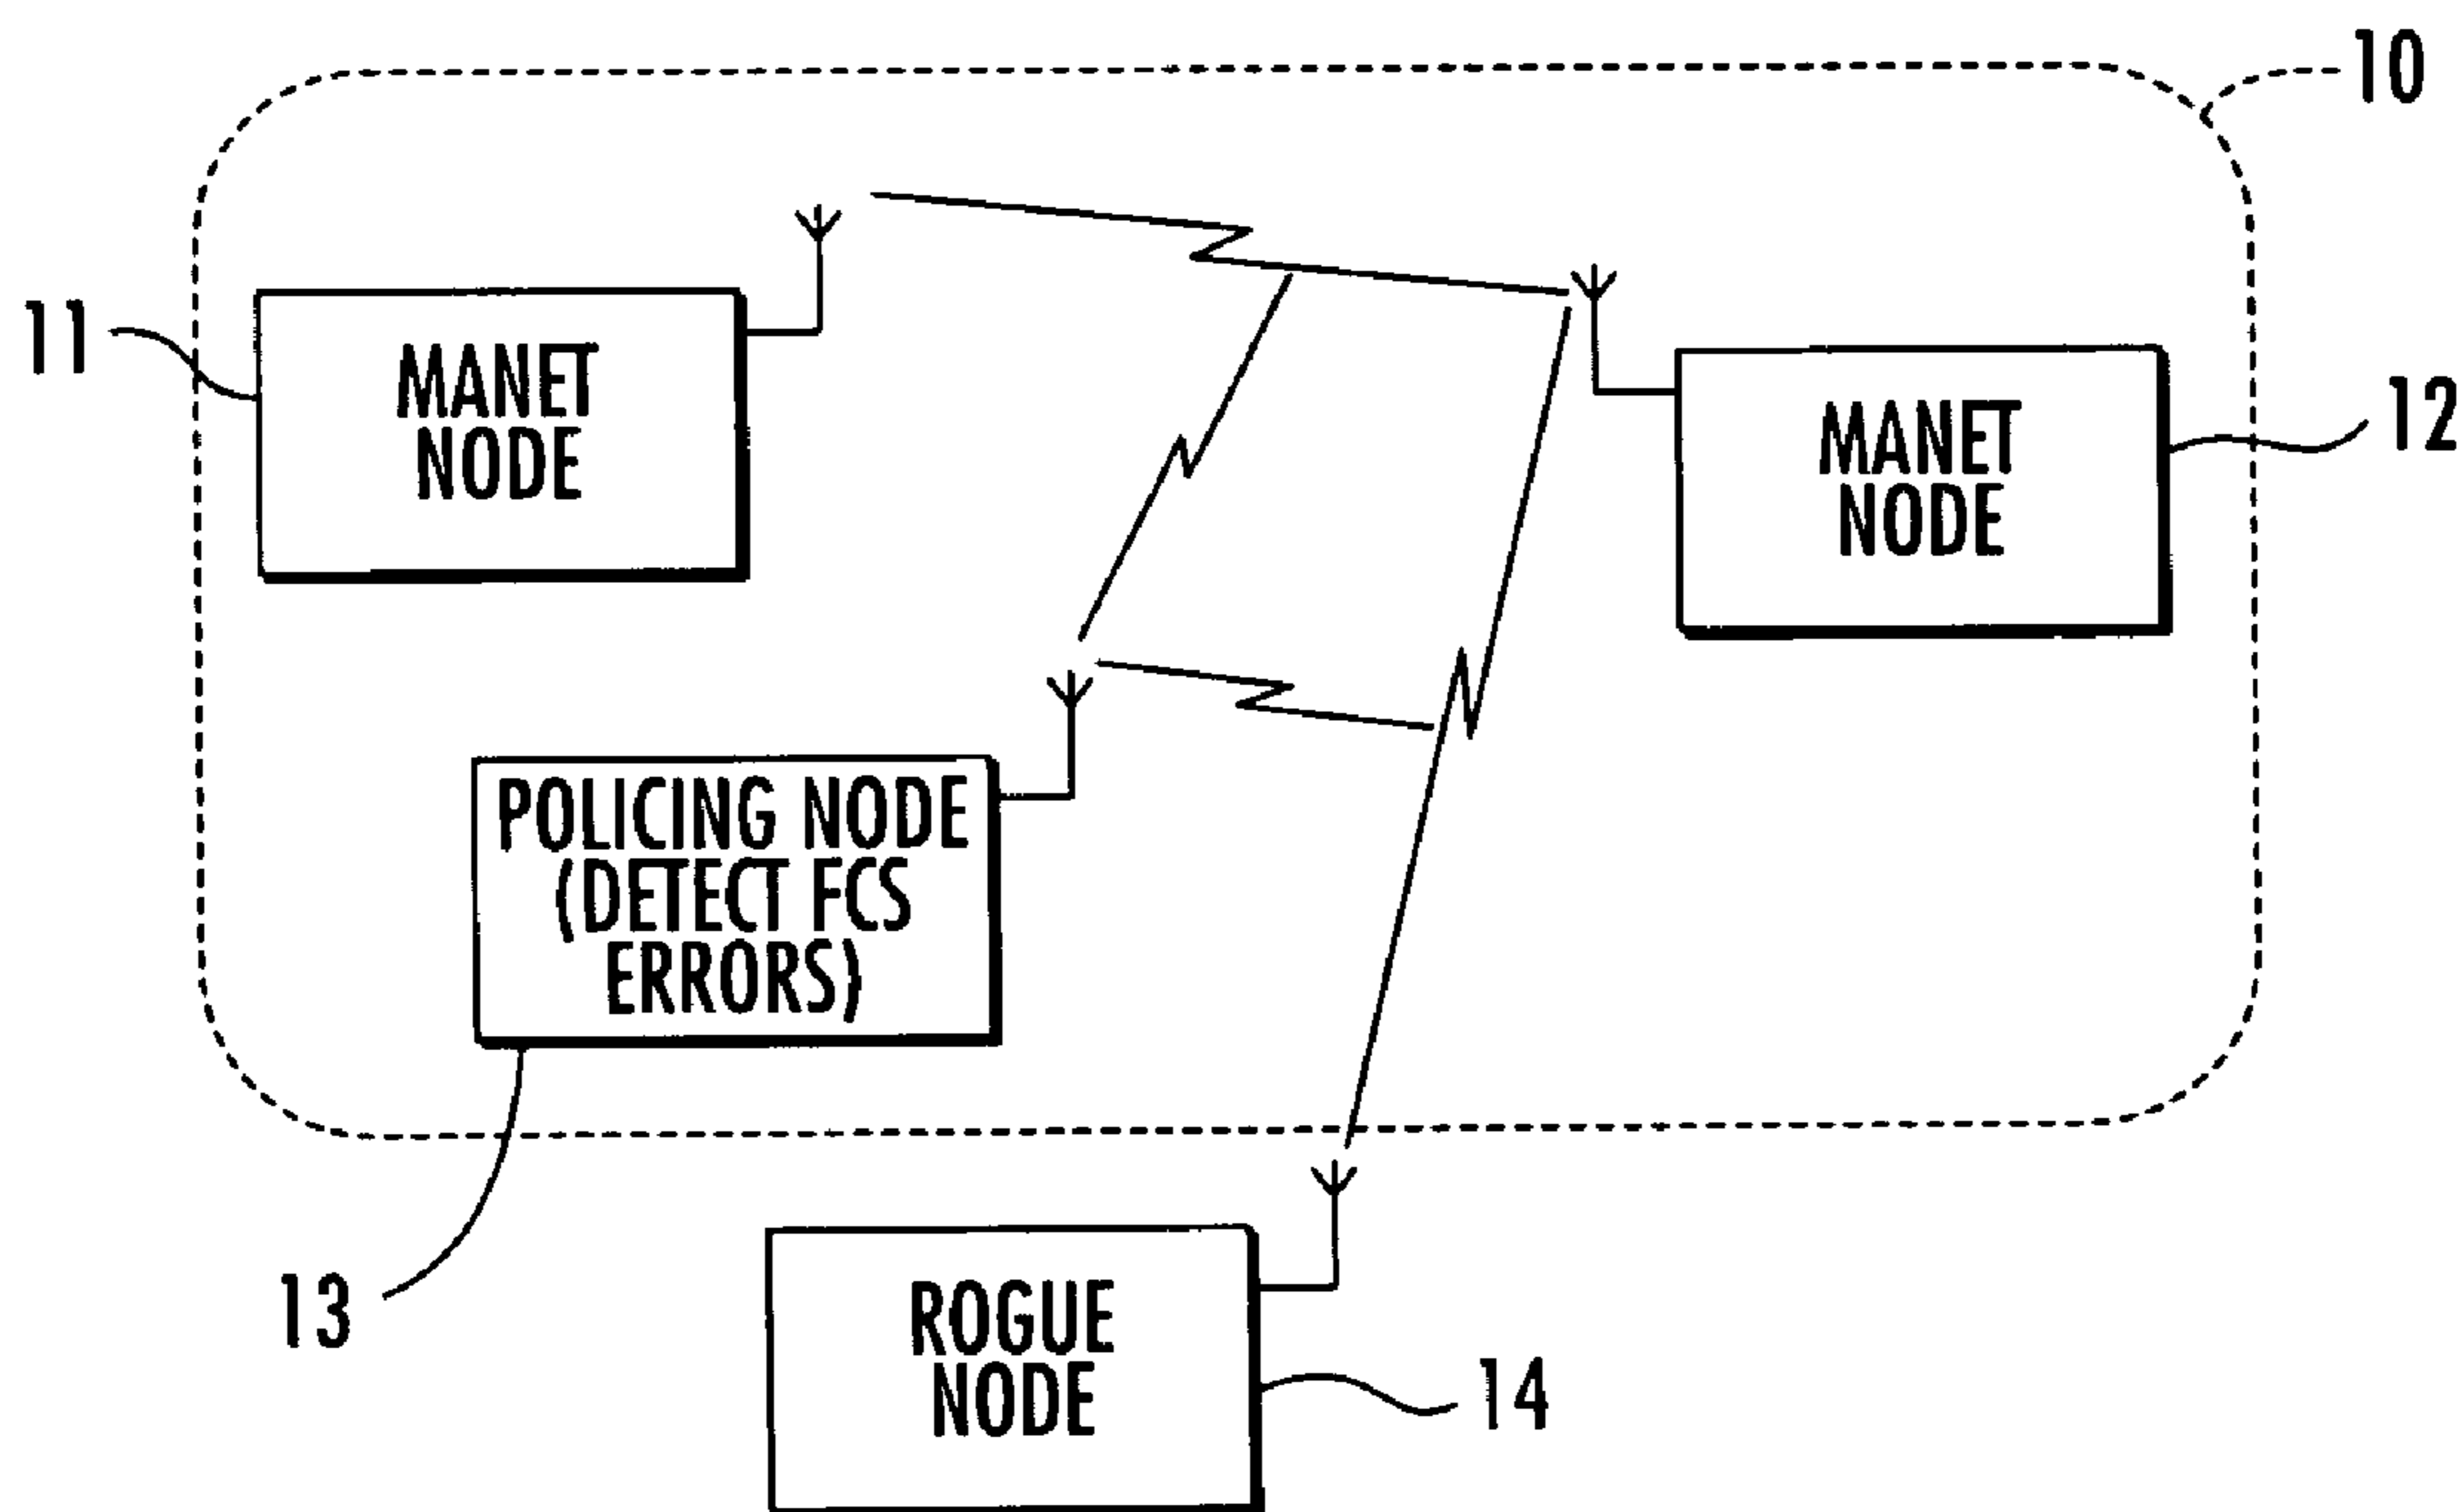 10
11
MANET
NODE
12
MANET
NODE
POLICING NODE
(DETECT FCS
ERRORS)
13
ROGUE
NODE
14